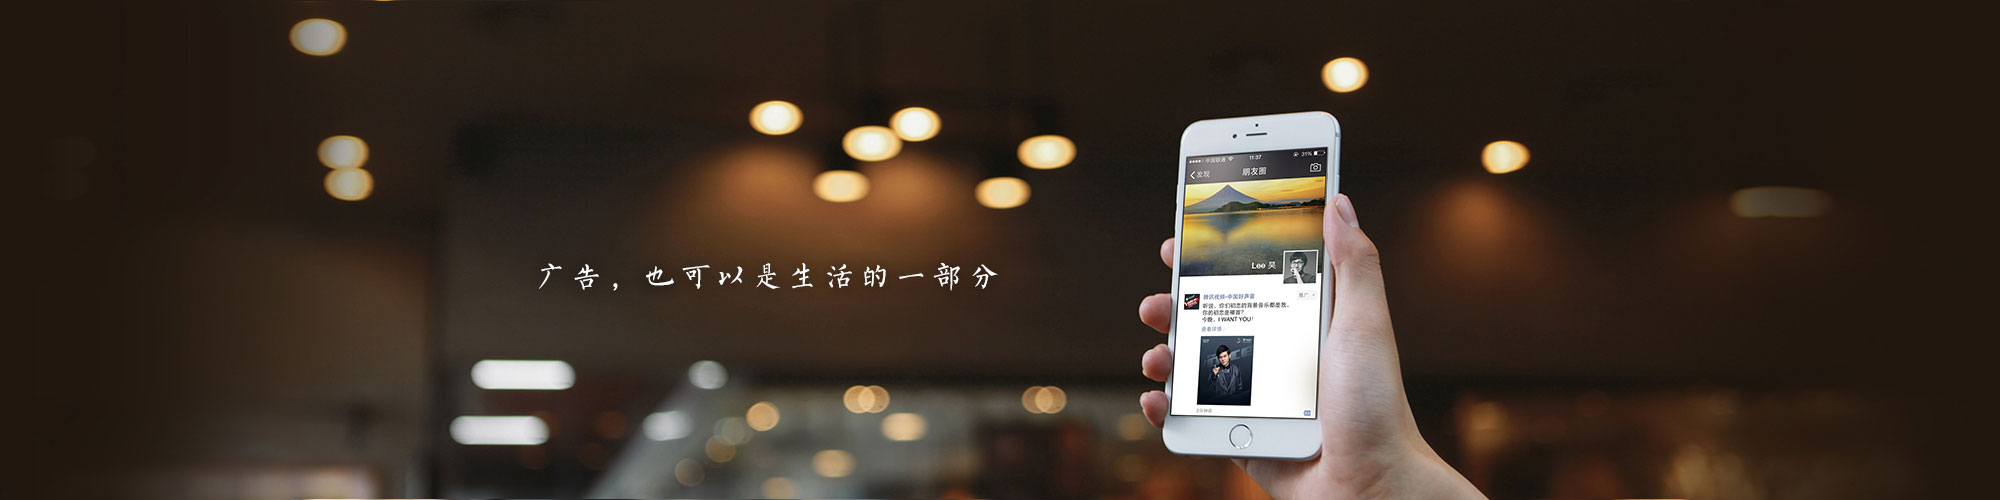 广告，也可以是生活的一部分
中国联通 11:37 31%
发现 朋友圈
Lee 吴
腾讯视频·中国好声音 推广
听说，你们初恋的背景音乐都是我。
你的初恋是哪首？
今晚，I WANT YOU！
查看详情
2分钟前